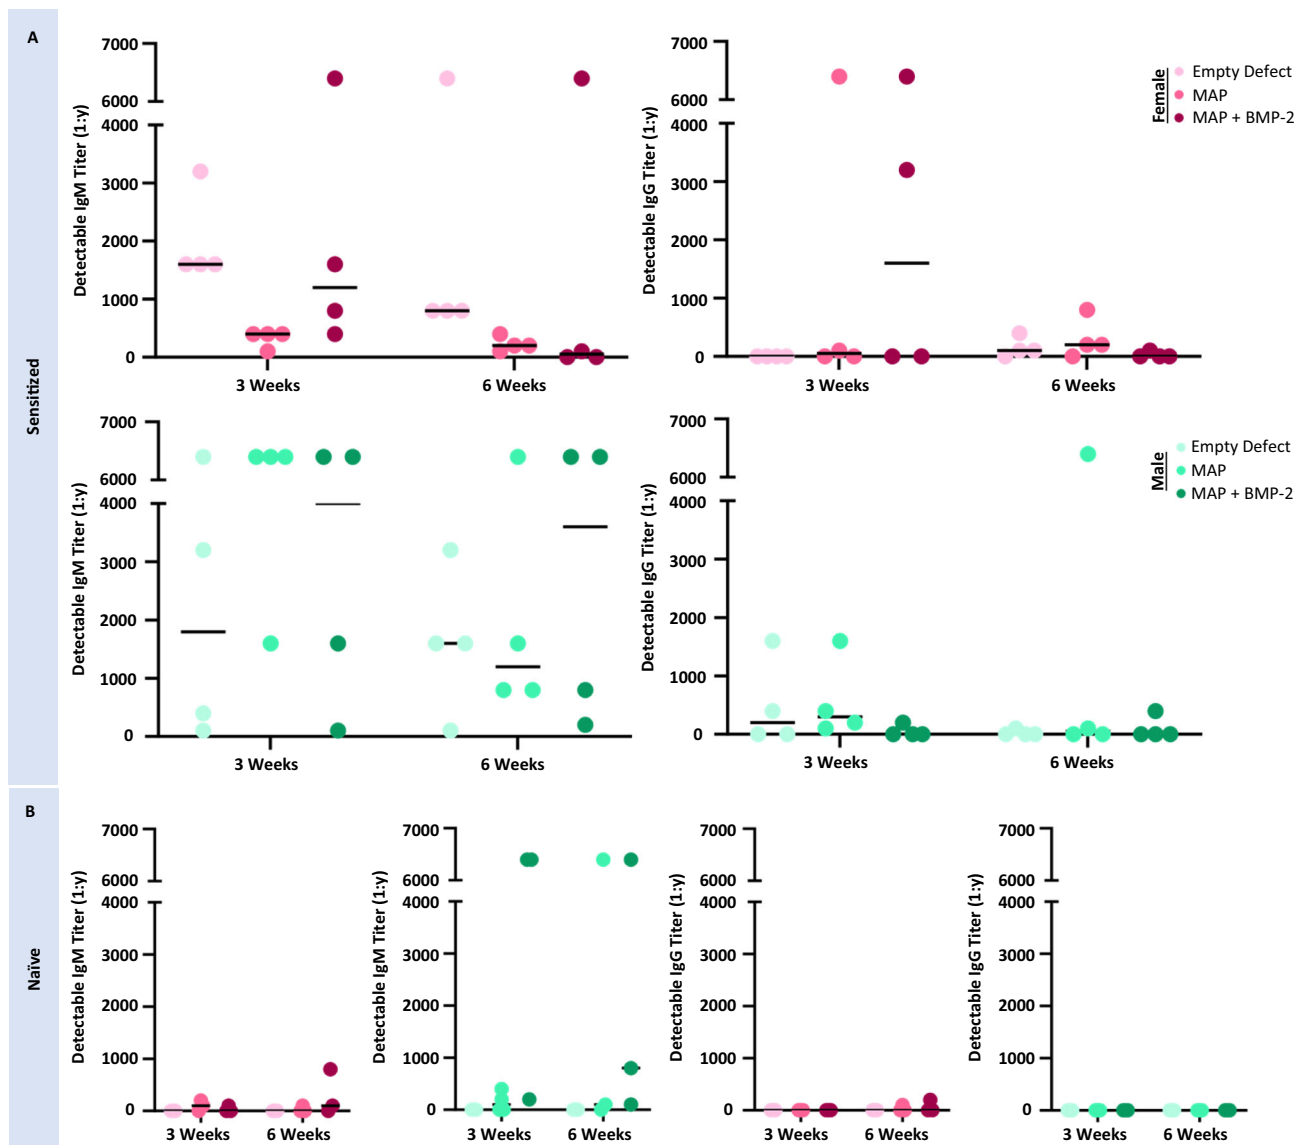 A
Sensitized
Detectable IgM Titer (1:y)
7000
6000
4000
3000
2000
1000
0
3 Weeks
6 Weeks
Detectable IgG Titer (1:y)
7000
6000
4000
3000
2000
1000
0
3 Weeks
6 Weeks
Female
Empty Defect
MAP
MAP + BMP-2
Detectable IgM Titer (1:y)
7000
6000
4000
3000
2000
1000
0
3 Weeks
6 Weeks
Detectable IgG Titer (1:y)
7000
6000
4000
3000
2000
1000
0
3 Weeks
6 Weeks
Male
Empty Defect
MAP
MAP + BMP-2
B
Naïve
Detectable IgM Titer (1:y)
7000
6000
4000
3000
2000
1000
0
3 Weeks
6 Weeks
Detectable IgM Titer (1:y)
7000
6000
4000
3000
2000
1000
0
3 Weeks
6 Weeks
Detectable IgG Titer (1:y)
7000
6000
4000
3000
2000
1000
0
3 Weeks
6 Weeks
Detectable IgG Titer (1:y)
7000
6000
4000
3000
2000
1000
0
3 Weeks
6 Weeks